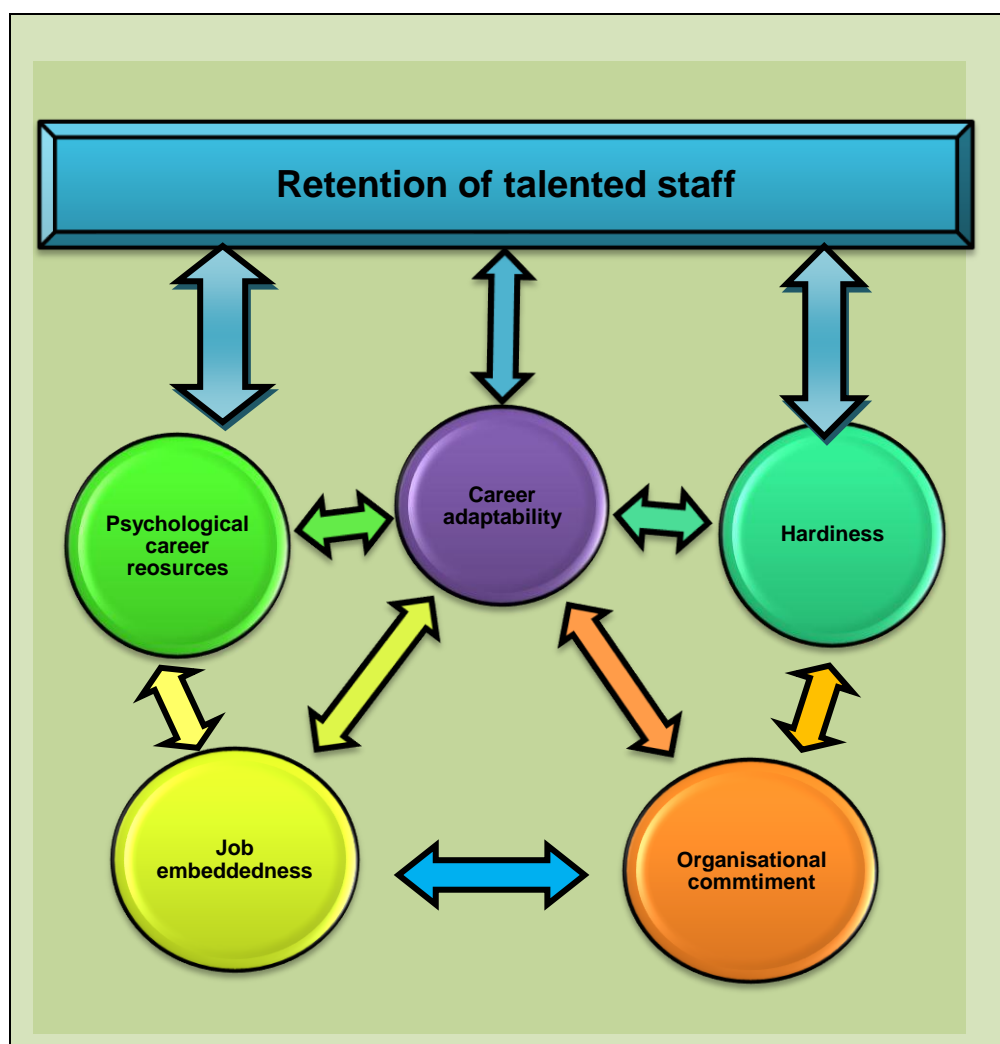 Retention of talented staff
Career
adaptability
Psychological
career
reosurces
Hardiness
Job
embeddedness
Organisational
commtiment